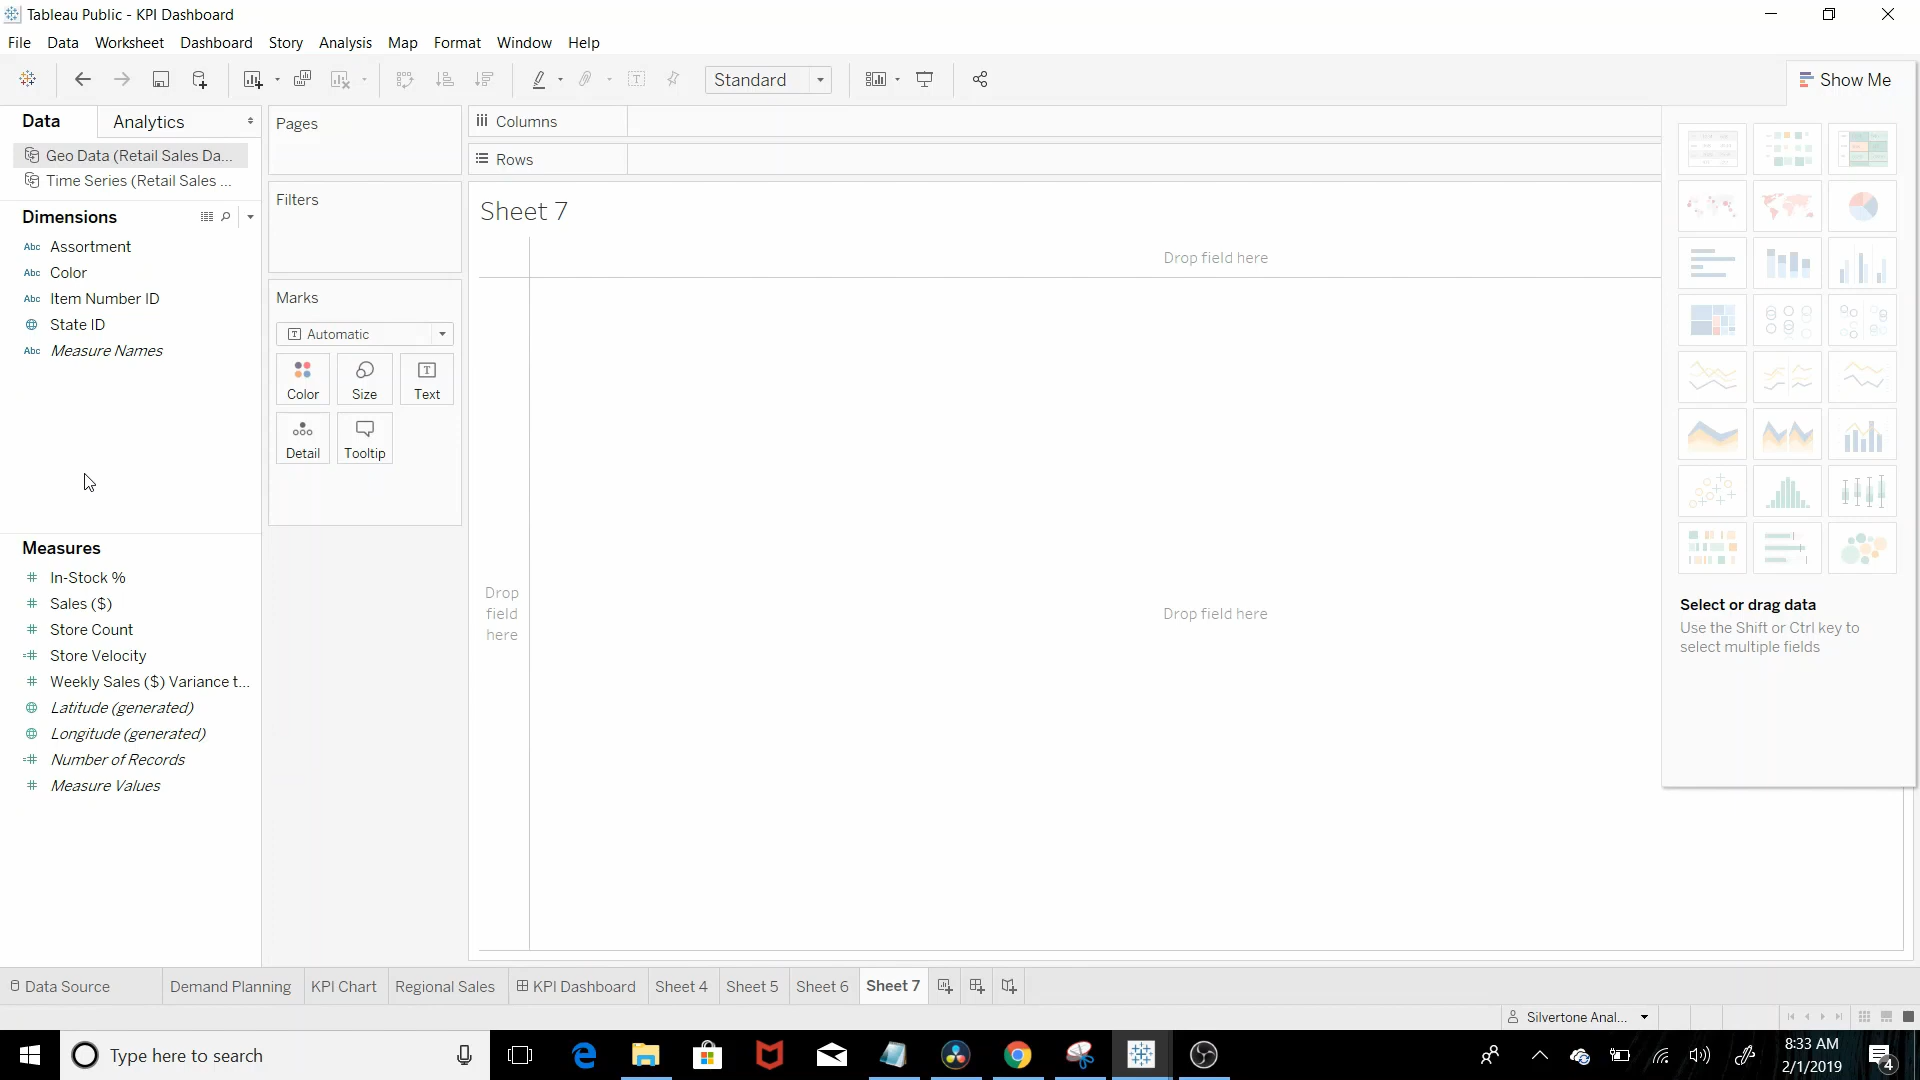 Tableau Public - KPI Dashboard
File Data Worksheet Dashboard Story Analysis Map Format Window Help
Standard
Show Me
Data Analytics
Geo Data (Retail Sales Da...
Time Series (Retail Sales ...
Dimensions
Abc Assortment
Abc Color
Abc Item Number ID
State ID
Abc Measure Names
Measures
In-Stock %
Sales ($)
Store Count
Store Velocity
Weekly Sales ($) Variance t...
Latitude (generated)
Longitude (generated)
Number of Records
Measure Values
Pages
Filters
Marks
Automatic
Color Size Text
Detail Tooltip
Columns
Rows
Sheet 7
Drop field here
Drop
field
here
Drop field here
Select or drag data
Use the Shift or Ctrl key to
select multiple fields
Data Source Demand Planning KPI Chart Regional Sales KPI Dashboard Sheet 4 Sheet 5 Sheet 6 Sheet 7
Silvertone Anal...
Type here to search
8:33 AM
2/1/2019
4